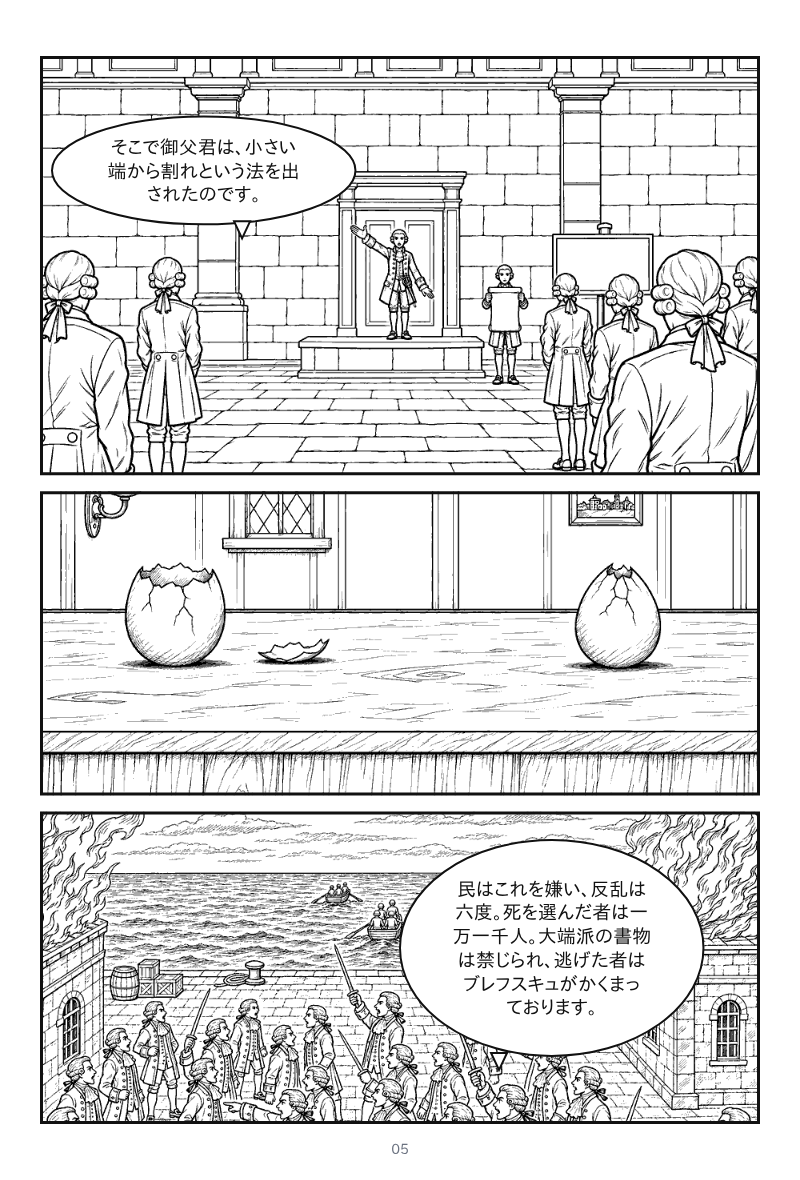 そこで御父君は、小さい
端から割れという法を出
されたのです。
民はこれを嫌い、反乱は
六度。死を選んだ者は一
万一千人。大端派の書物
は禁じられ、逃げた者は
ブレフスキュがかくまっ
ております。
05